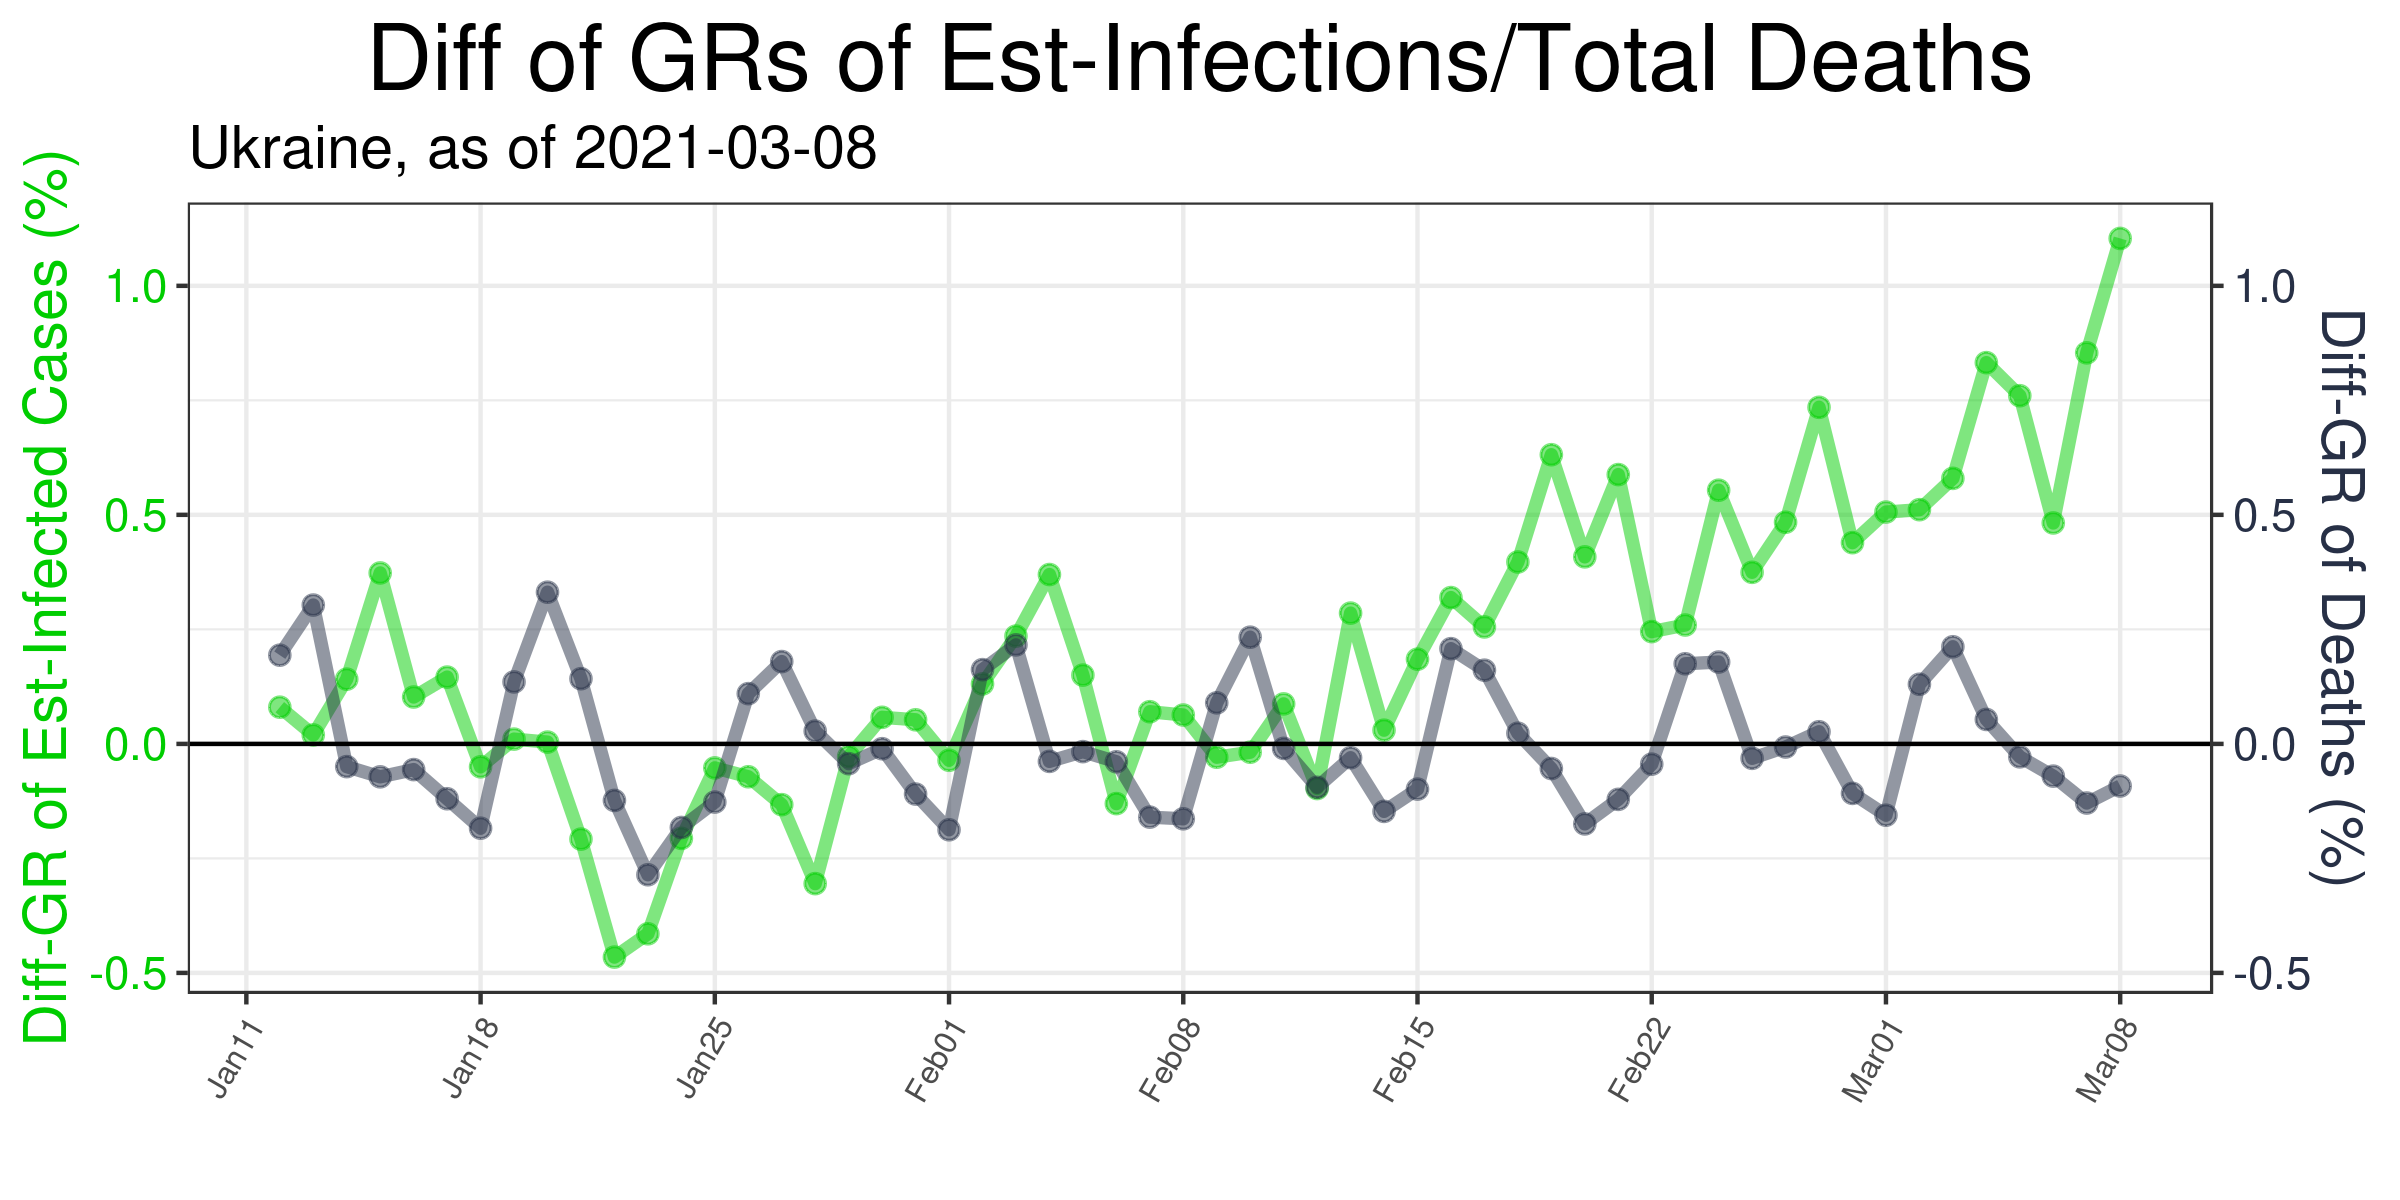 Diff of GRs of Est-Infections/Total Deaths
Ukraine, as of 2021-03-08
Diff-GR of Est-Infected Cases (%)
1.0
0.5
0.0
-0.5
1.0
0.5
0.0
-0.5
Diff-GR of Deaths (%)
Jan11
Jan18
Jan25
Feb01
Feb08
Feb15
Feb22
Mar01
Mar08